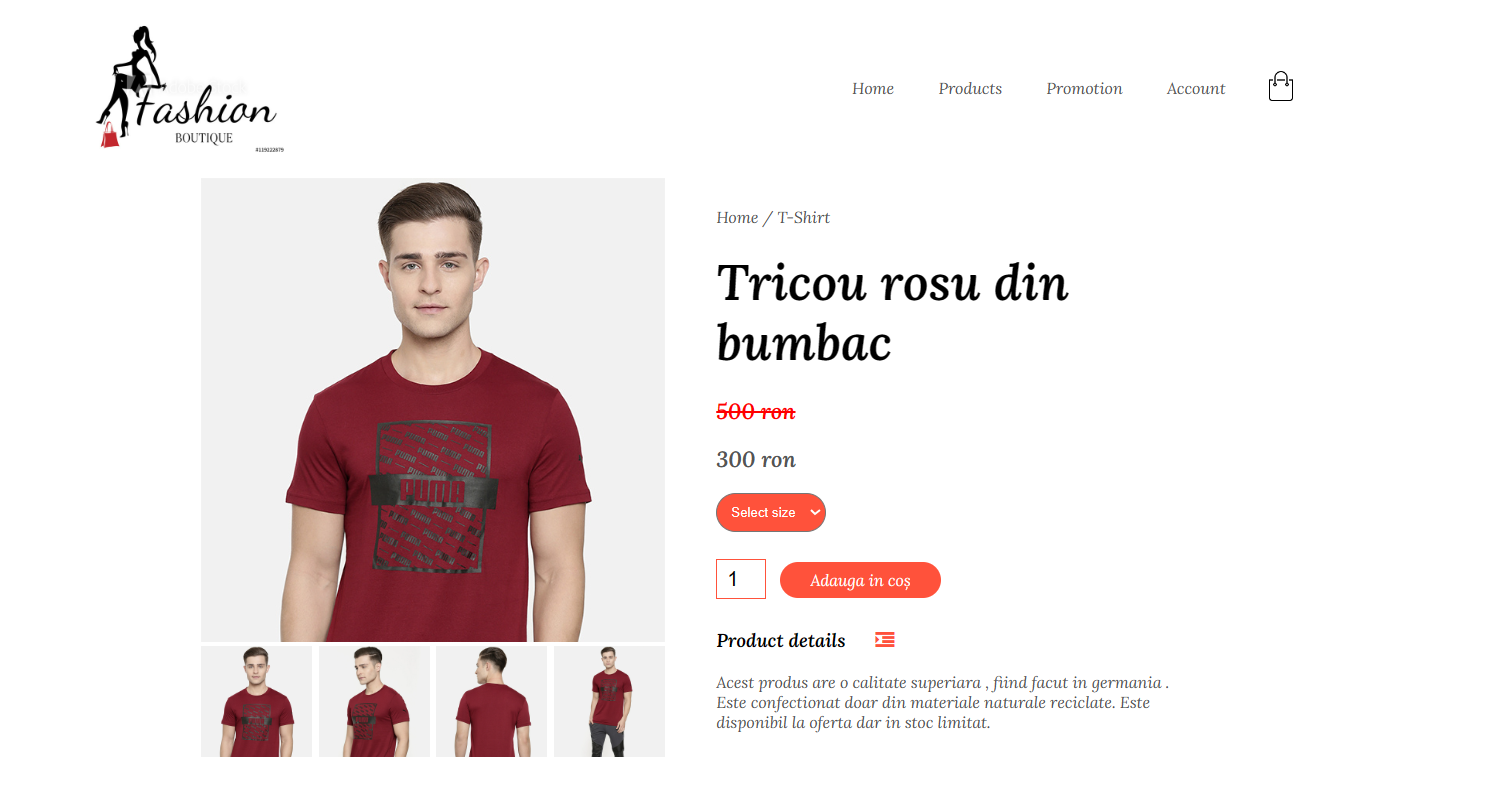 Fashion
BOUTIQUE
#119222879
Home Products Promotion Account
Home / T-Shirt
Tricou rosu din
bumbac
500 ron
300 ron
Select size
1 Adauga in coș
Product details
Acest produs are o calitate superiara , fiind facut in germania .
Este confectionat doar din materiale naturale reciclate. Este
disponibil la oferta dar in stoc limitat.
PUMA